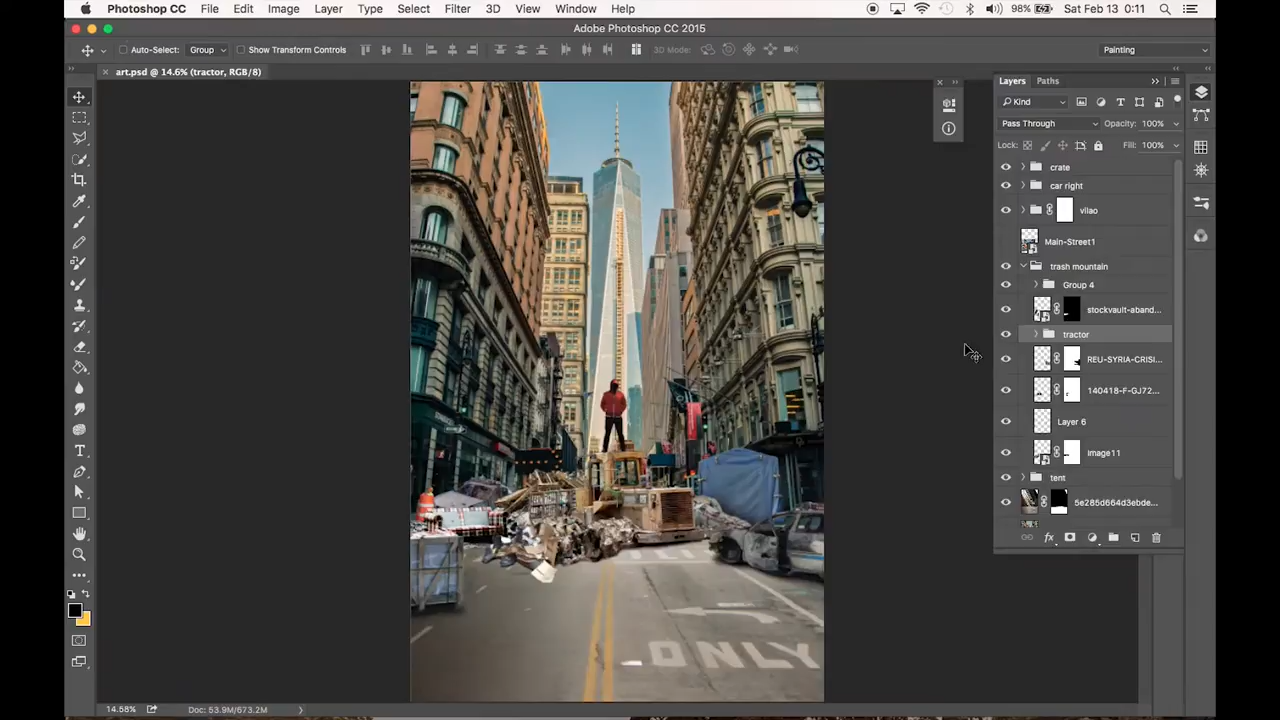 Photoshop CC File Edit Image Layer Type Select Filter 3D View Window Help 98% Sat Feb 13 0:11
Adobe Photoshop CC 2015
Auto-Select: Group Show Transform Controls 3D Mode: Painting
× art.psd @ 14.6% (tractor, RGB/8)
Layers Paths
Kind
Pass Through Opacity: 100%
Lock: Fill: 100%
crate
car right
vilao
Main-Street1
trash mountain
Group 4
stockvault-aband...
tractor
REU-SYRIA-CRISI...
140418-F-GJ72...
Layer 6
Image11
tent
5e285d664d3ebde...
ONLY
14.58% Doc: 53.9M/673.2M